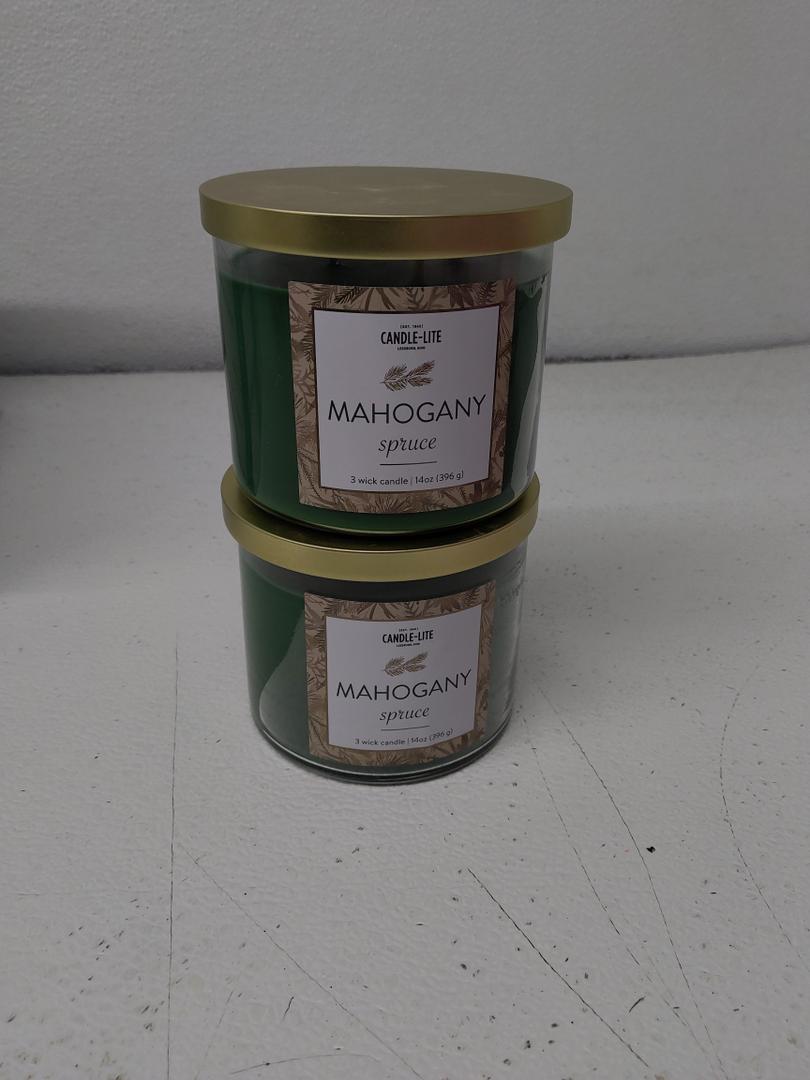 CANDLE-LITE
MAHOGANY
spruce
3 wick candle | 14oz (396 g)
CANDLE-LITE
MAHOGANY
spruce
3 wick candle | 14oz (396 g)